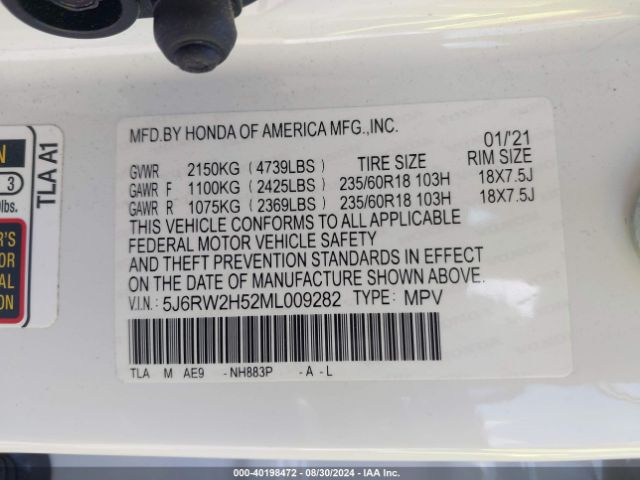 MFD.BY HONDA OF AMERICA MFG.,INC. 01/'21
GVWR 2150KG (4739LBS) TIRE SIZE RIM SIZE
GAWR F 1100KG (2425LBS) 235/60R18 103H 18X7.5J
GAWR R 1075KG (2369LBS) 235/60R18 103H 18X7.5J
THIS VEHICLE CONFORMS TO ALL APPLICABLE
FEDERAL MOTOR VEHICLE SAFETY
AND THEFT PREVENTION STANDARDS IN EFFECT
ON THE DATE OF MANUFACTURE SHOWN ABOVE.
V.I.N.: 5J6RW2H52ML009282 TYPE: MPV
TLA M AE9 -NH883P -A-L
TLA A1
3
lbs.
000-40198472 — 08/30/2024 — IAA Inc.